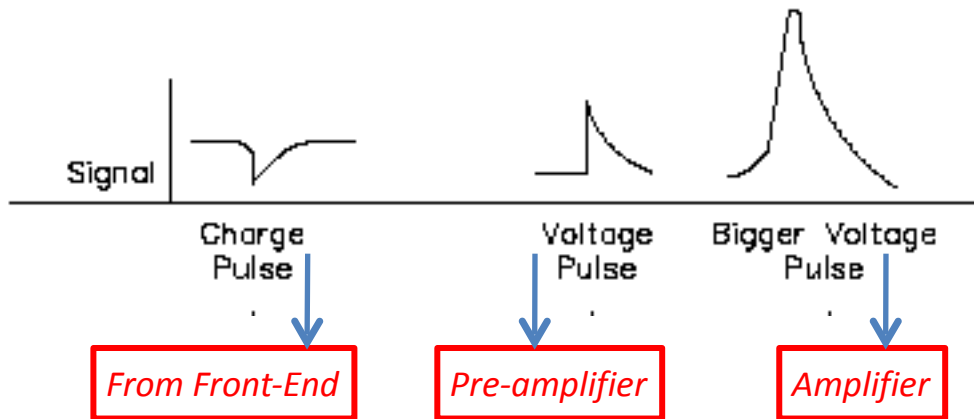 Signal
Charge Voltage Bigger Voltage
Pulse Pulse Pulse
From Front-End Pre-amplifier Amplifier